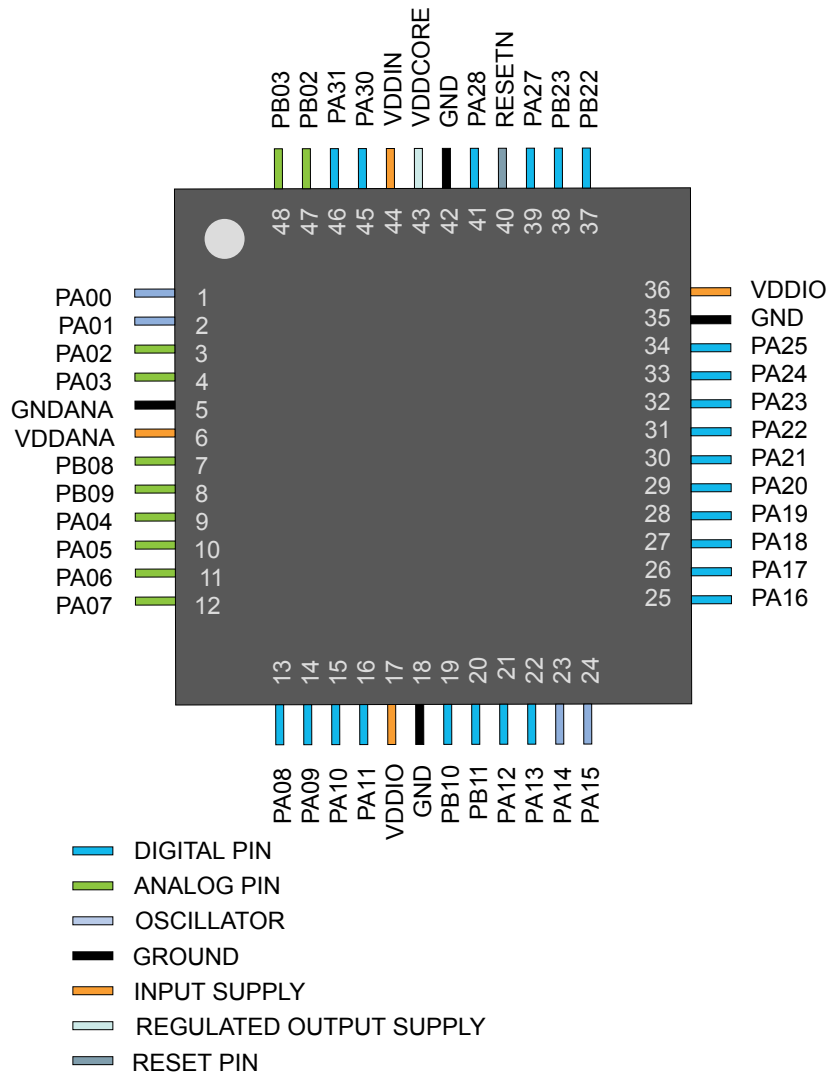 PB03
PB02
PA31
PA30
VDDIN
VDDCORE
GND
PA28
RESETN
PA27
PB23
PB22
48
47
46
45
44
43
42
41
40
39
38
37
PA00 1
PA01 2
PA02 3
PA03 4
GNDANA 5
VDDANA 6
PB08 7
PB09 8
PA04 9
PA05 10
PA06 11
PA07 12
36 VDDIO
35 GND
34 PA25
33 PA24
32 PA23
31 PA22
30 PA21
29 PA20
28 PA19
27 PA18
26 PA17
25 PA16
13
14
15
16
17
18
19
20
21
22
23
24
PA08
PA09
PA10
PA11
VDDIO
GND
PB10
PB11
PA12
PA13
PA14
PA15
DIGITAL PIN
ANALOG PIN
OSCILLATOR
GROUND
INPUT SUPPLY
REGULATED OUTPUT SUPPLY
RESET PIN